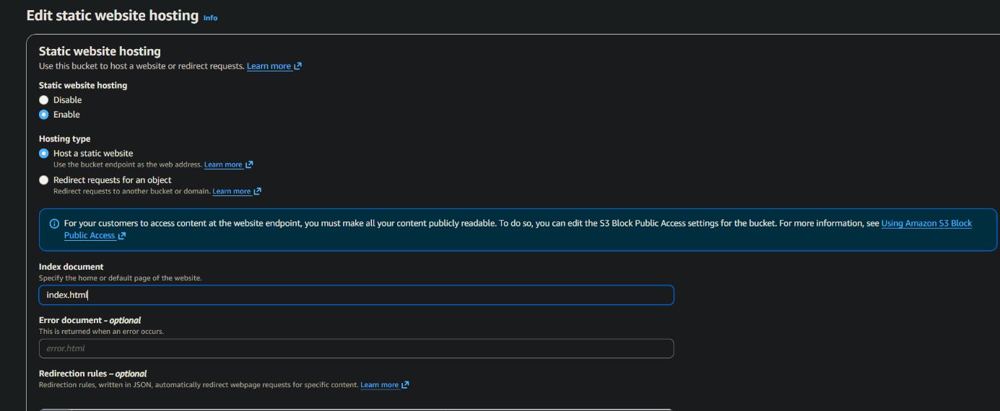 Edit static website hosting Info
Static website hosting
Use this bucket to host a website or redirect requests. Learn more
Static website hosting
Disable
Enable
Hosting type
Host a static website
Use the bucket endpoint as the web address. Learn more
Redirect requests for an object
Redirect requests to another bucket or domain. Learn more
For your customers to access content at the website endpoint, you must make all your content publicly readable. To do so, you can edit the S3 Block Public Access settings for the bucket. For more information, see Using Amazon S3 Block
Public Access
Index document
Specify the home or default page of the website.
index.html
Error document - optional
This is returned when an error occurs.
error.html
Redirection rules – optional
Redirection rules, written in JSON, automatically redirect webpage requests for specific content. Learn more